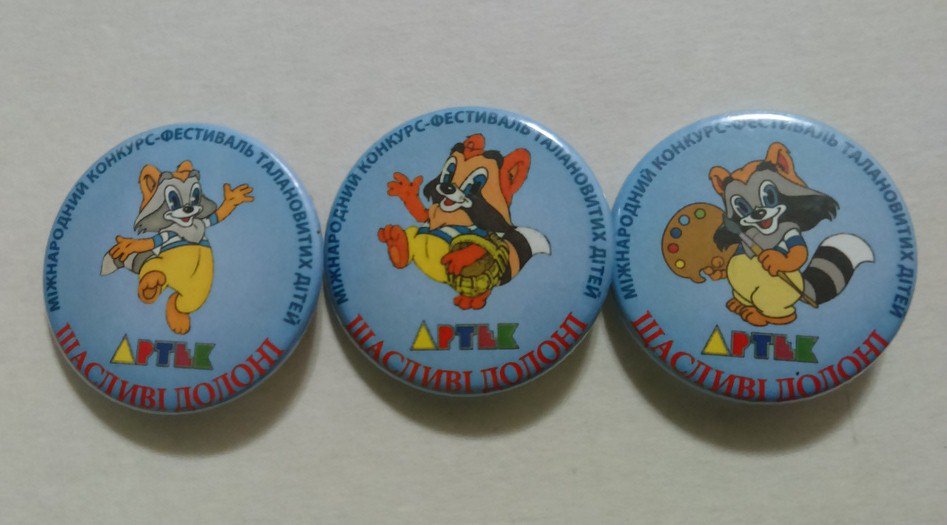 МІЖНАРОДНИЙ КОНКУРС-ФЕСТИВАЛЬ ТАЛАНОВИТИХ ДІТЕЙ
АРТЕК
ЩАСЛИВІ ДОЛОНІ
МІЖНАРОДНИЙ КОНКУРС-ФЕСТИВАЛЬ ТАЛАНОВИТИХ ДІТЕЙ
АРТЕК
ЩАСЛИВІ ДОЛОНІ
МІЖНАРОДНИЙ КОНКУРС-ФЕСТИВАЛЬ ТАЛАНОВИТИХ ДІТЕЙ
АРТЕК
ЩАСЛИВІ ДОЛОНІ